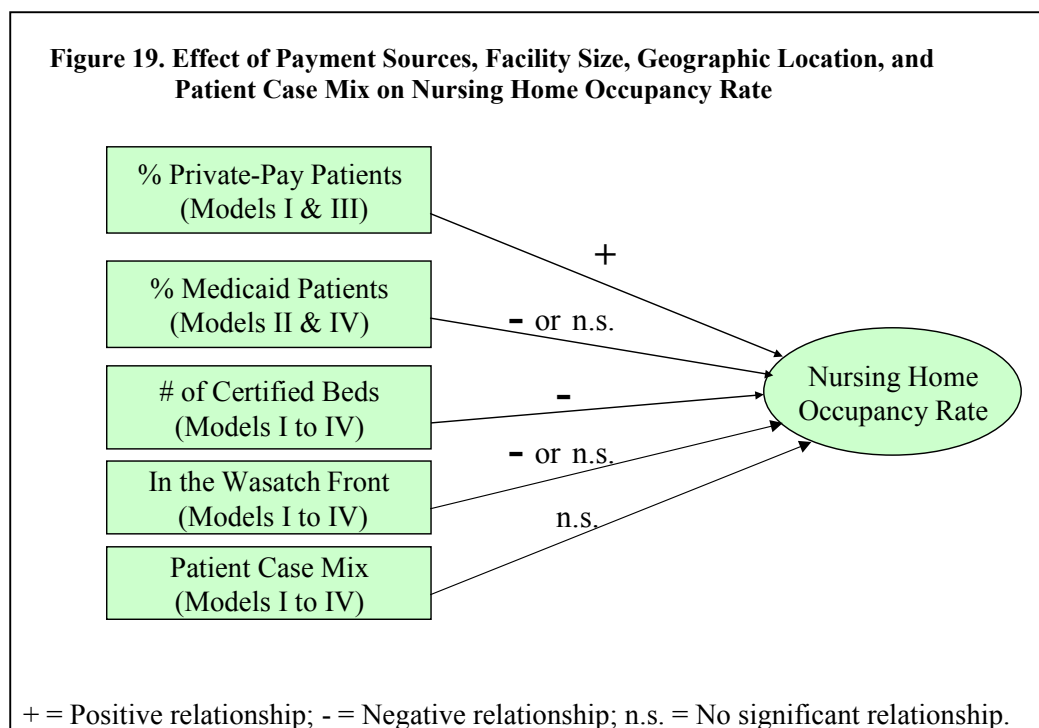 Figure 19. Effect of Payment Sources, Facility Size, Geographic Location, and
Patient Case Mix on Nursing Home Occupancy Rate
% Private-Pay Patients
(Models I & III)
+
% Medicaid Patients
(Models II & IV)
- or n.s.
# of Certified Beds
(Models I to IV)
-
Nursing Home
Occupancy Rate
In the Wasatch Front
(Models I to IV)
- or n.s.
Patient Case Mix
(Models I to IV)
n.s.
+ = Positive relationship; - = Negative relationship; n.s. = No significant relationship.